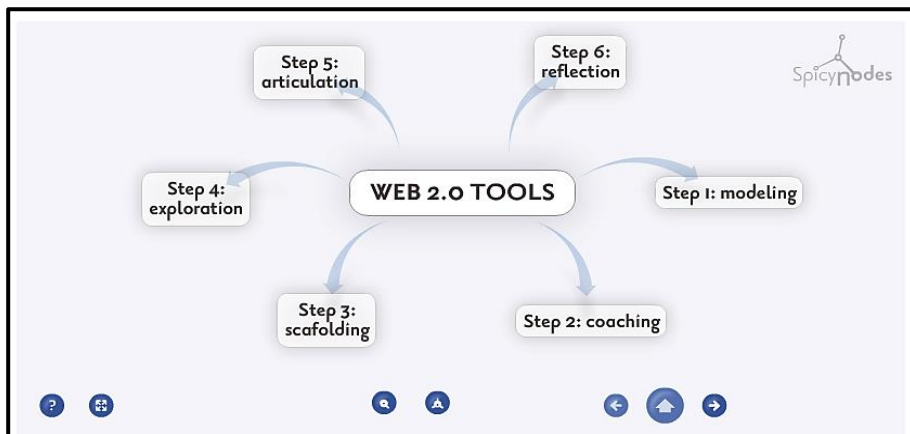 Step 5:
articulation
Step 6:
reflection
Spicynodes
Step 4:
exploration
WEB 2.0 TOOLS
Step 1: modeling
Step 3:
scafolding
Step 2: coaching
?